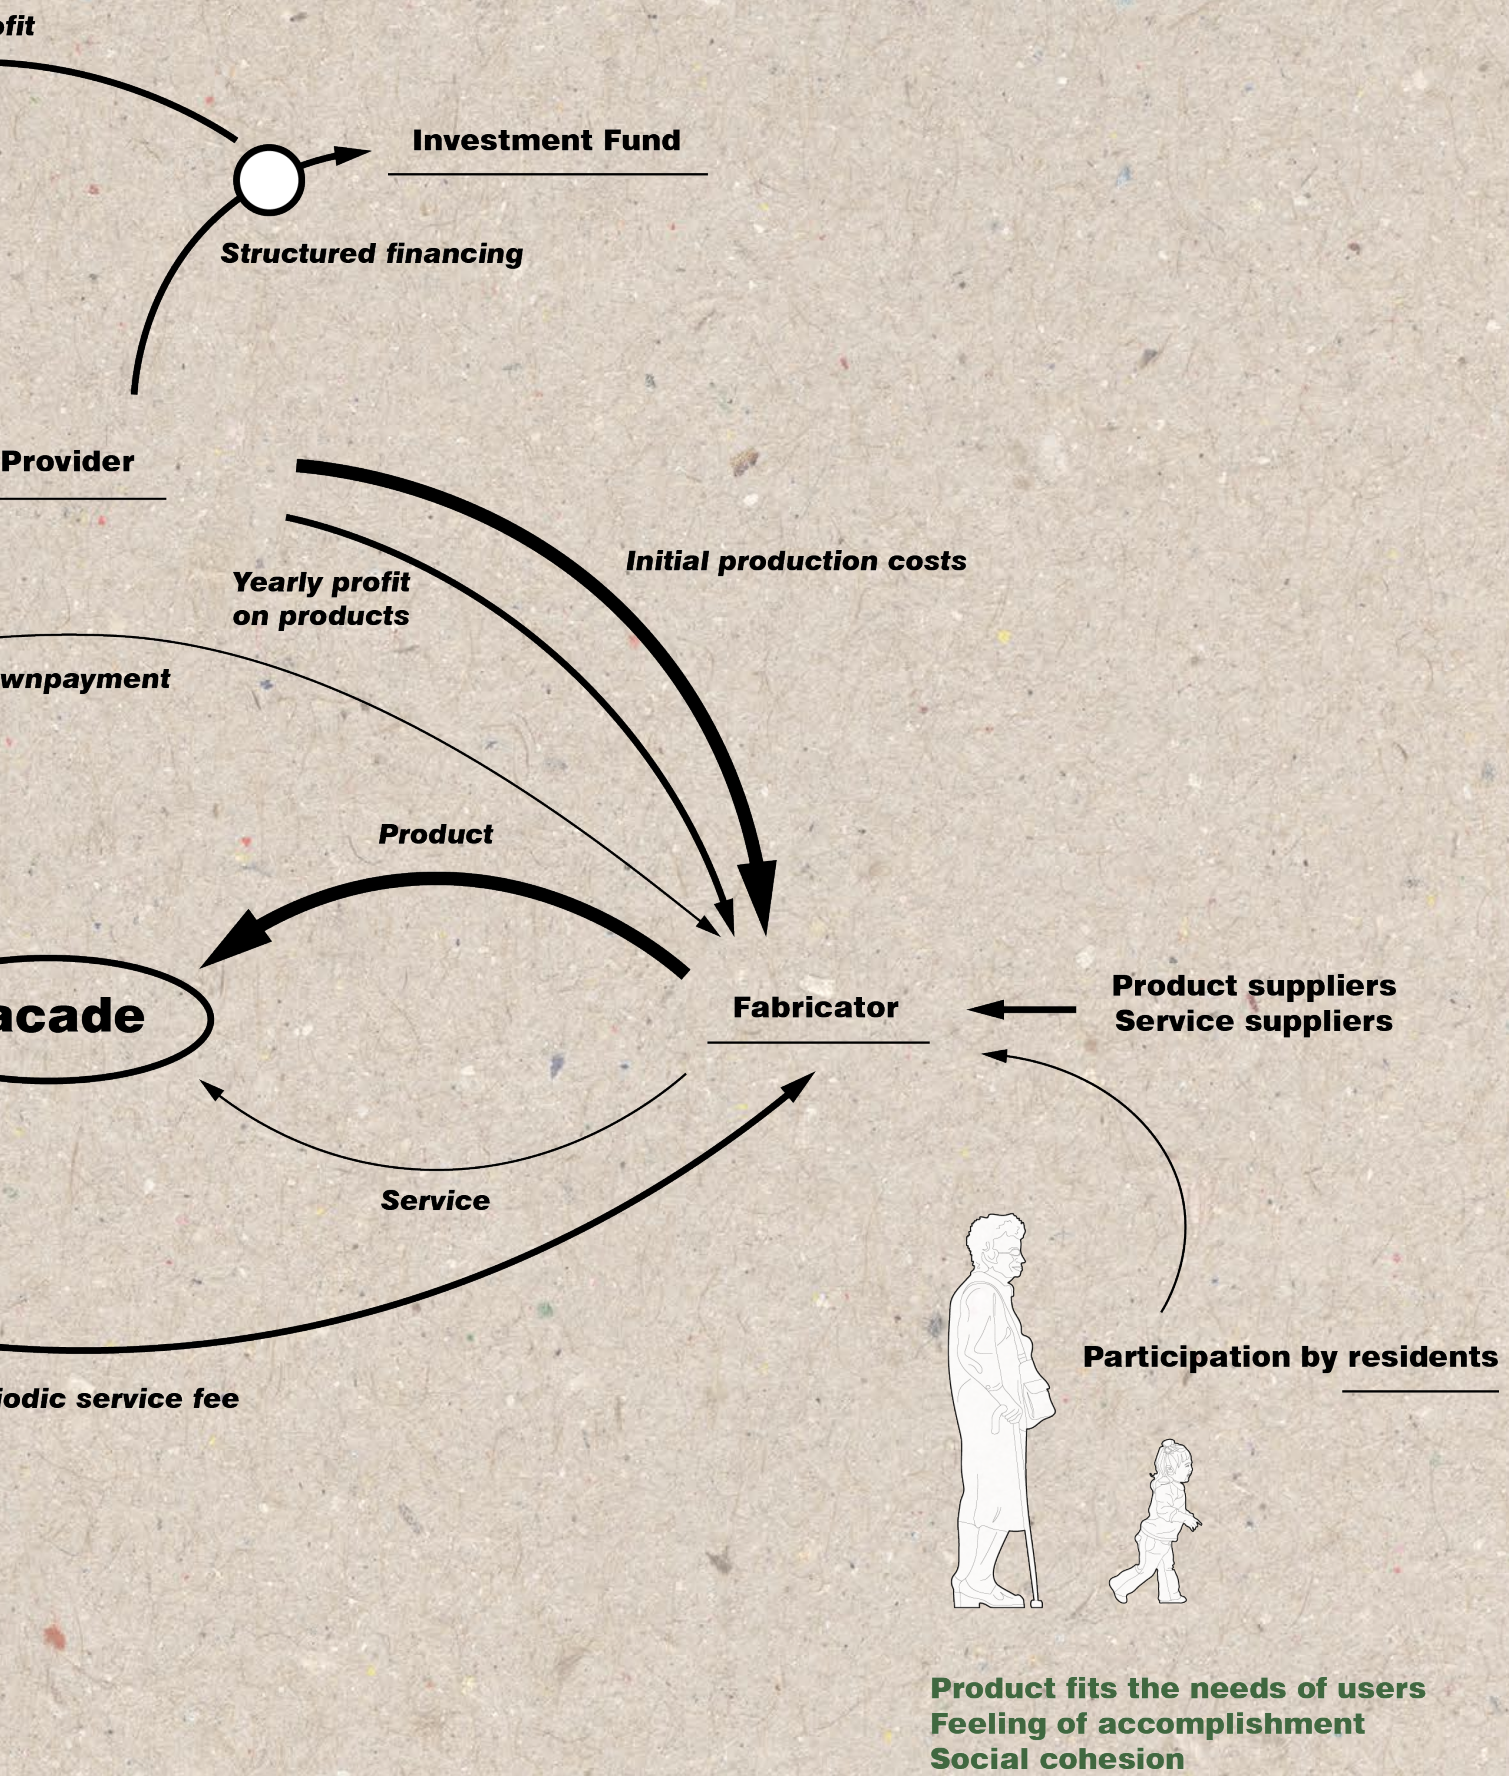 ofit
Investment Fund
Structured financing
Provider
Initial production costs
Yearly profit
on products
wnpayment
Product
acade
Fabricator
Product suppliers
Service suppliers
Service
Participation by residents
iodic service fee
Product fits the needs of users
Feeling of accomplishment
Social cohesion